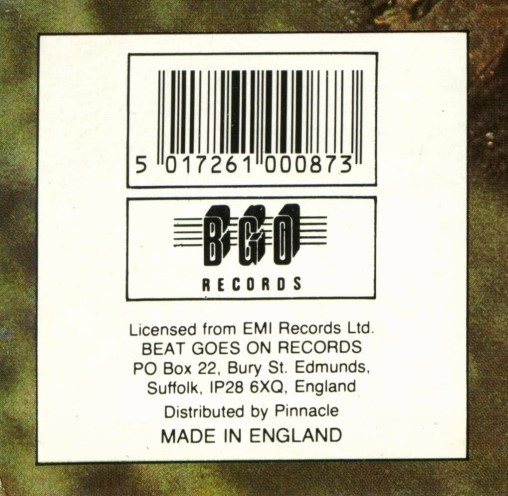 5 017261 000873
BGO
RECORDS
Licensed from EMI Records Ltd.
BEAT GOES ON RECORDS
PO Box 22, Bury St. Edmunds,
Suffolk, IP28 6XQ, England
Distributed by Pinnacle
MADE IN ENGLAND